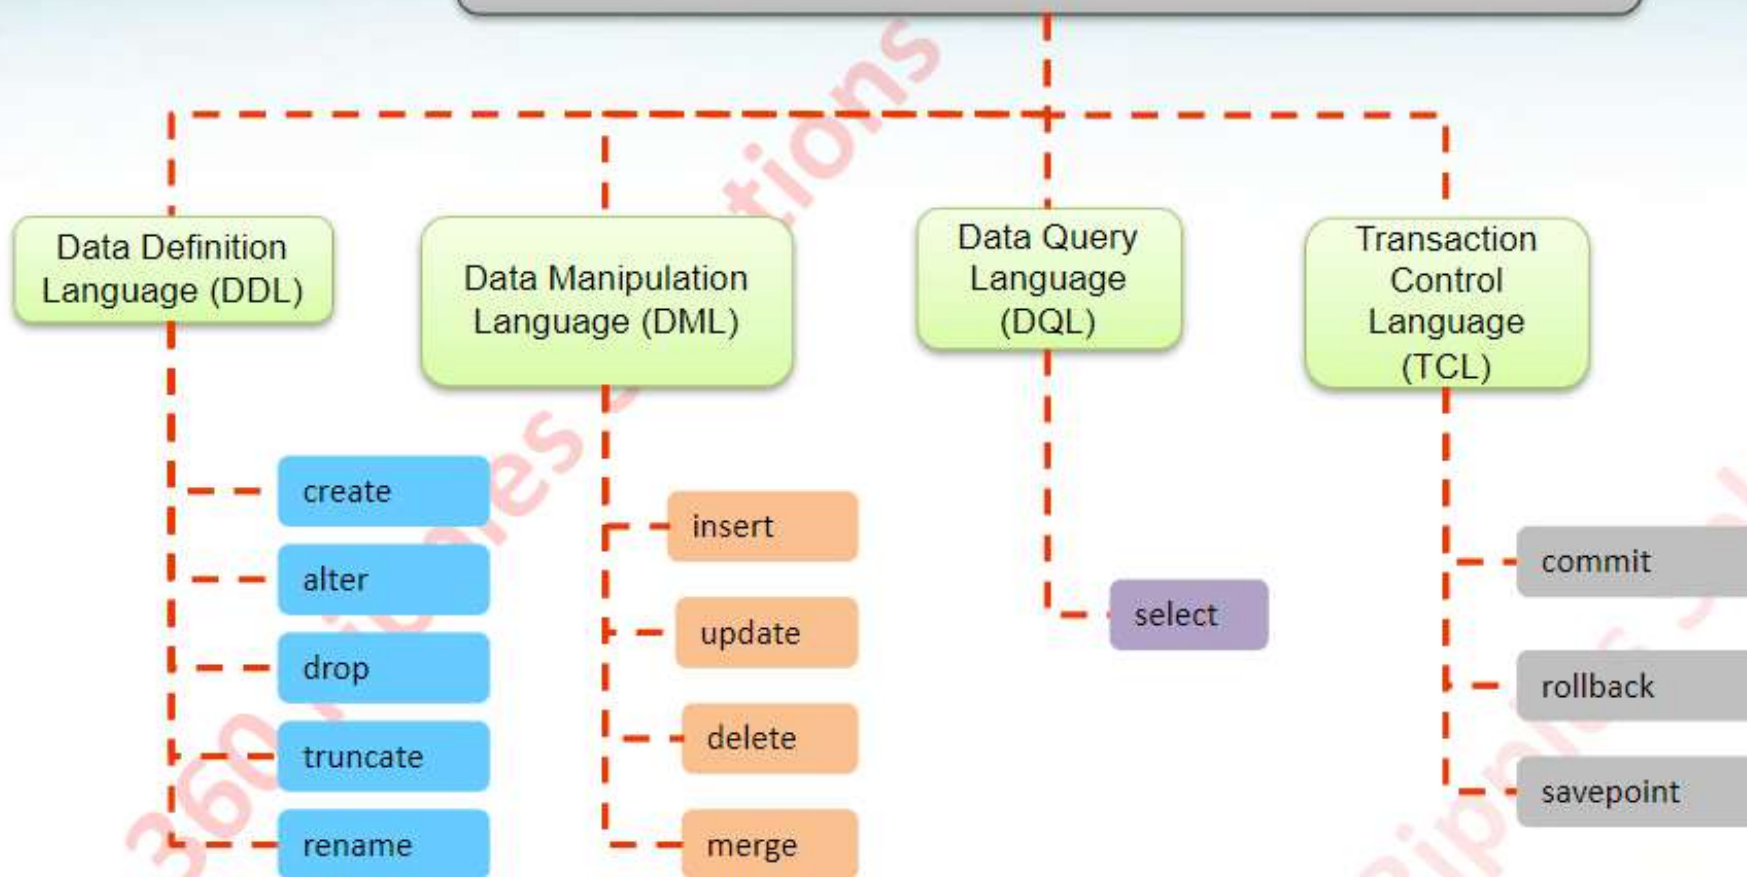 Data Definition
Language (DDL)
Data Manipulation
Language (DML)
Data Query
Language
(DQL)
Transaction
Control
Language
(TCL)
create
alter
drop
truncate
rename
insert
update
delete
merge
select
commit
rollback
savepoint
360